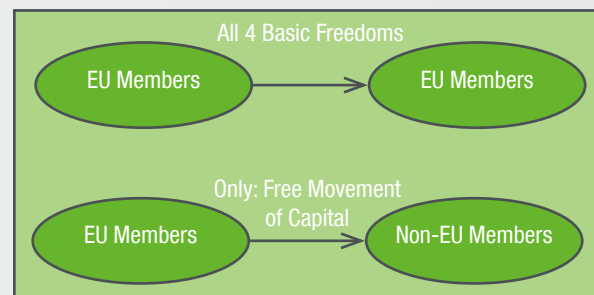 All 4 Basic Freedoms
EU Members
EU Members
Only: Free Movement
of Capital
EU Members
Non-EU Members